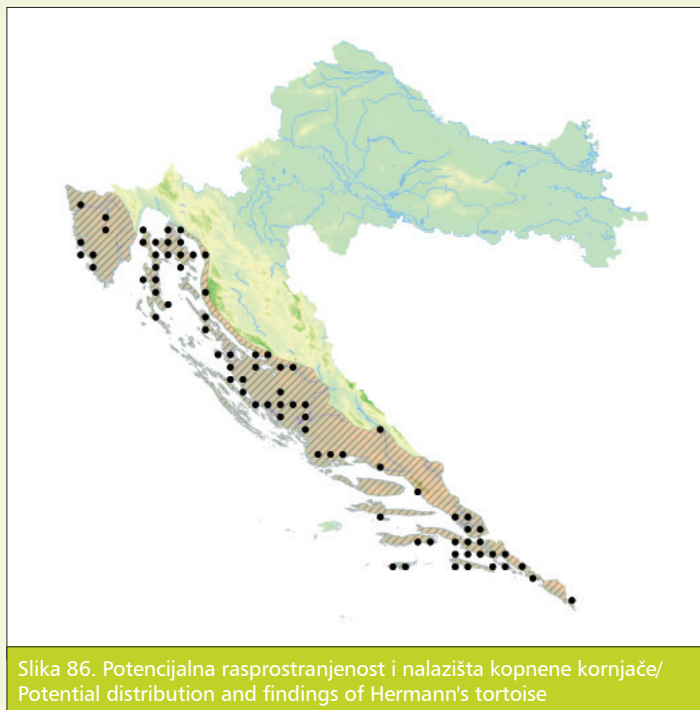 Slika 86. Potencijalna rasprostranjenost i nalazišta kopnene kornjače/
Potential distribution and findings of Hermann's tortoise